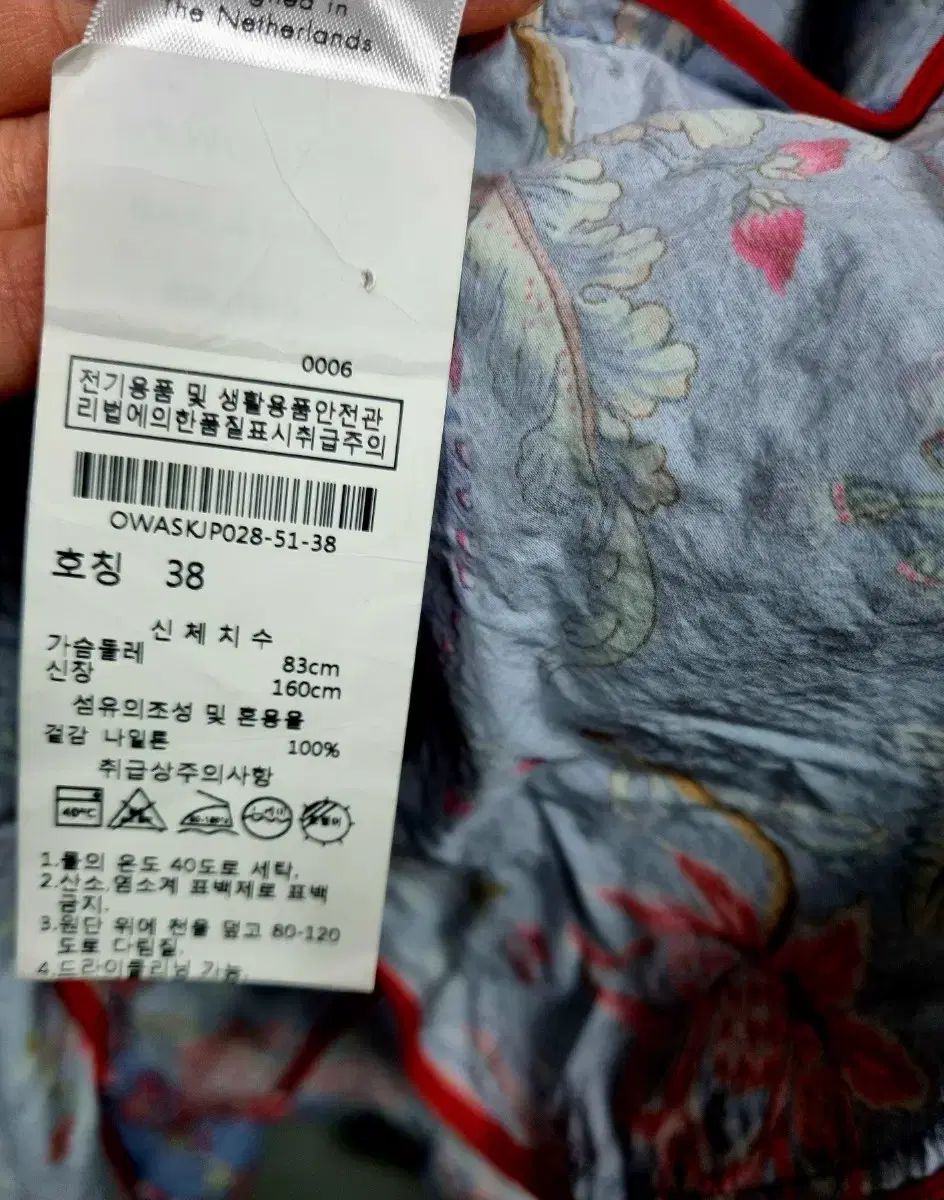 in
The Netherlands
0006
전기용품 및 생활용품안전관
리법에의한품질표시취급주의
OWASKJP028-51-38
호칭 38
신 체 치 수
가슴둘레 83cm
신장 160cm
섬유의조성 및 혼용율
겉감 나일론 100%
취급상주의사항
40℃
1.물의 온도 40도로 세탁.
2.산소,염소계 표백제로 표백
금지.
3.원단 위에 천을 덮고 80-120
도로 다림질.
4.드라이클리닝 가능.